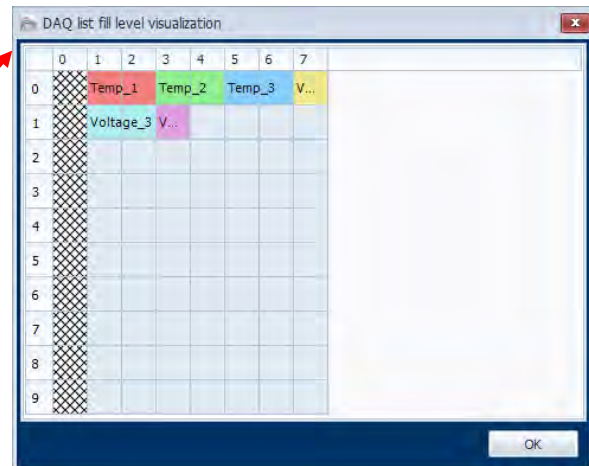 DAQ list fill level visualization
0 1 2 3 4 5 6 7
0 Temp_1 Temp_2 Temp_3 V...
1 Voltage_3 V...
2
3
4
5
6
7
8
9
OK